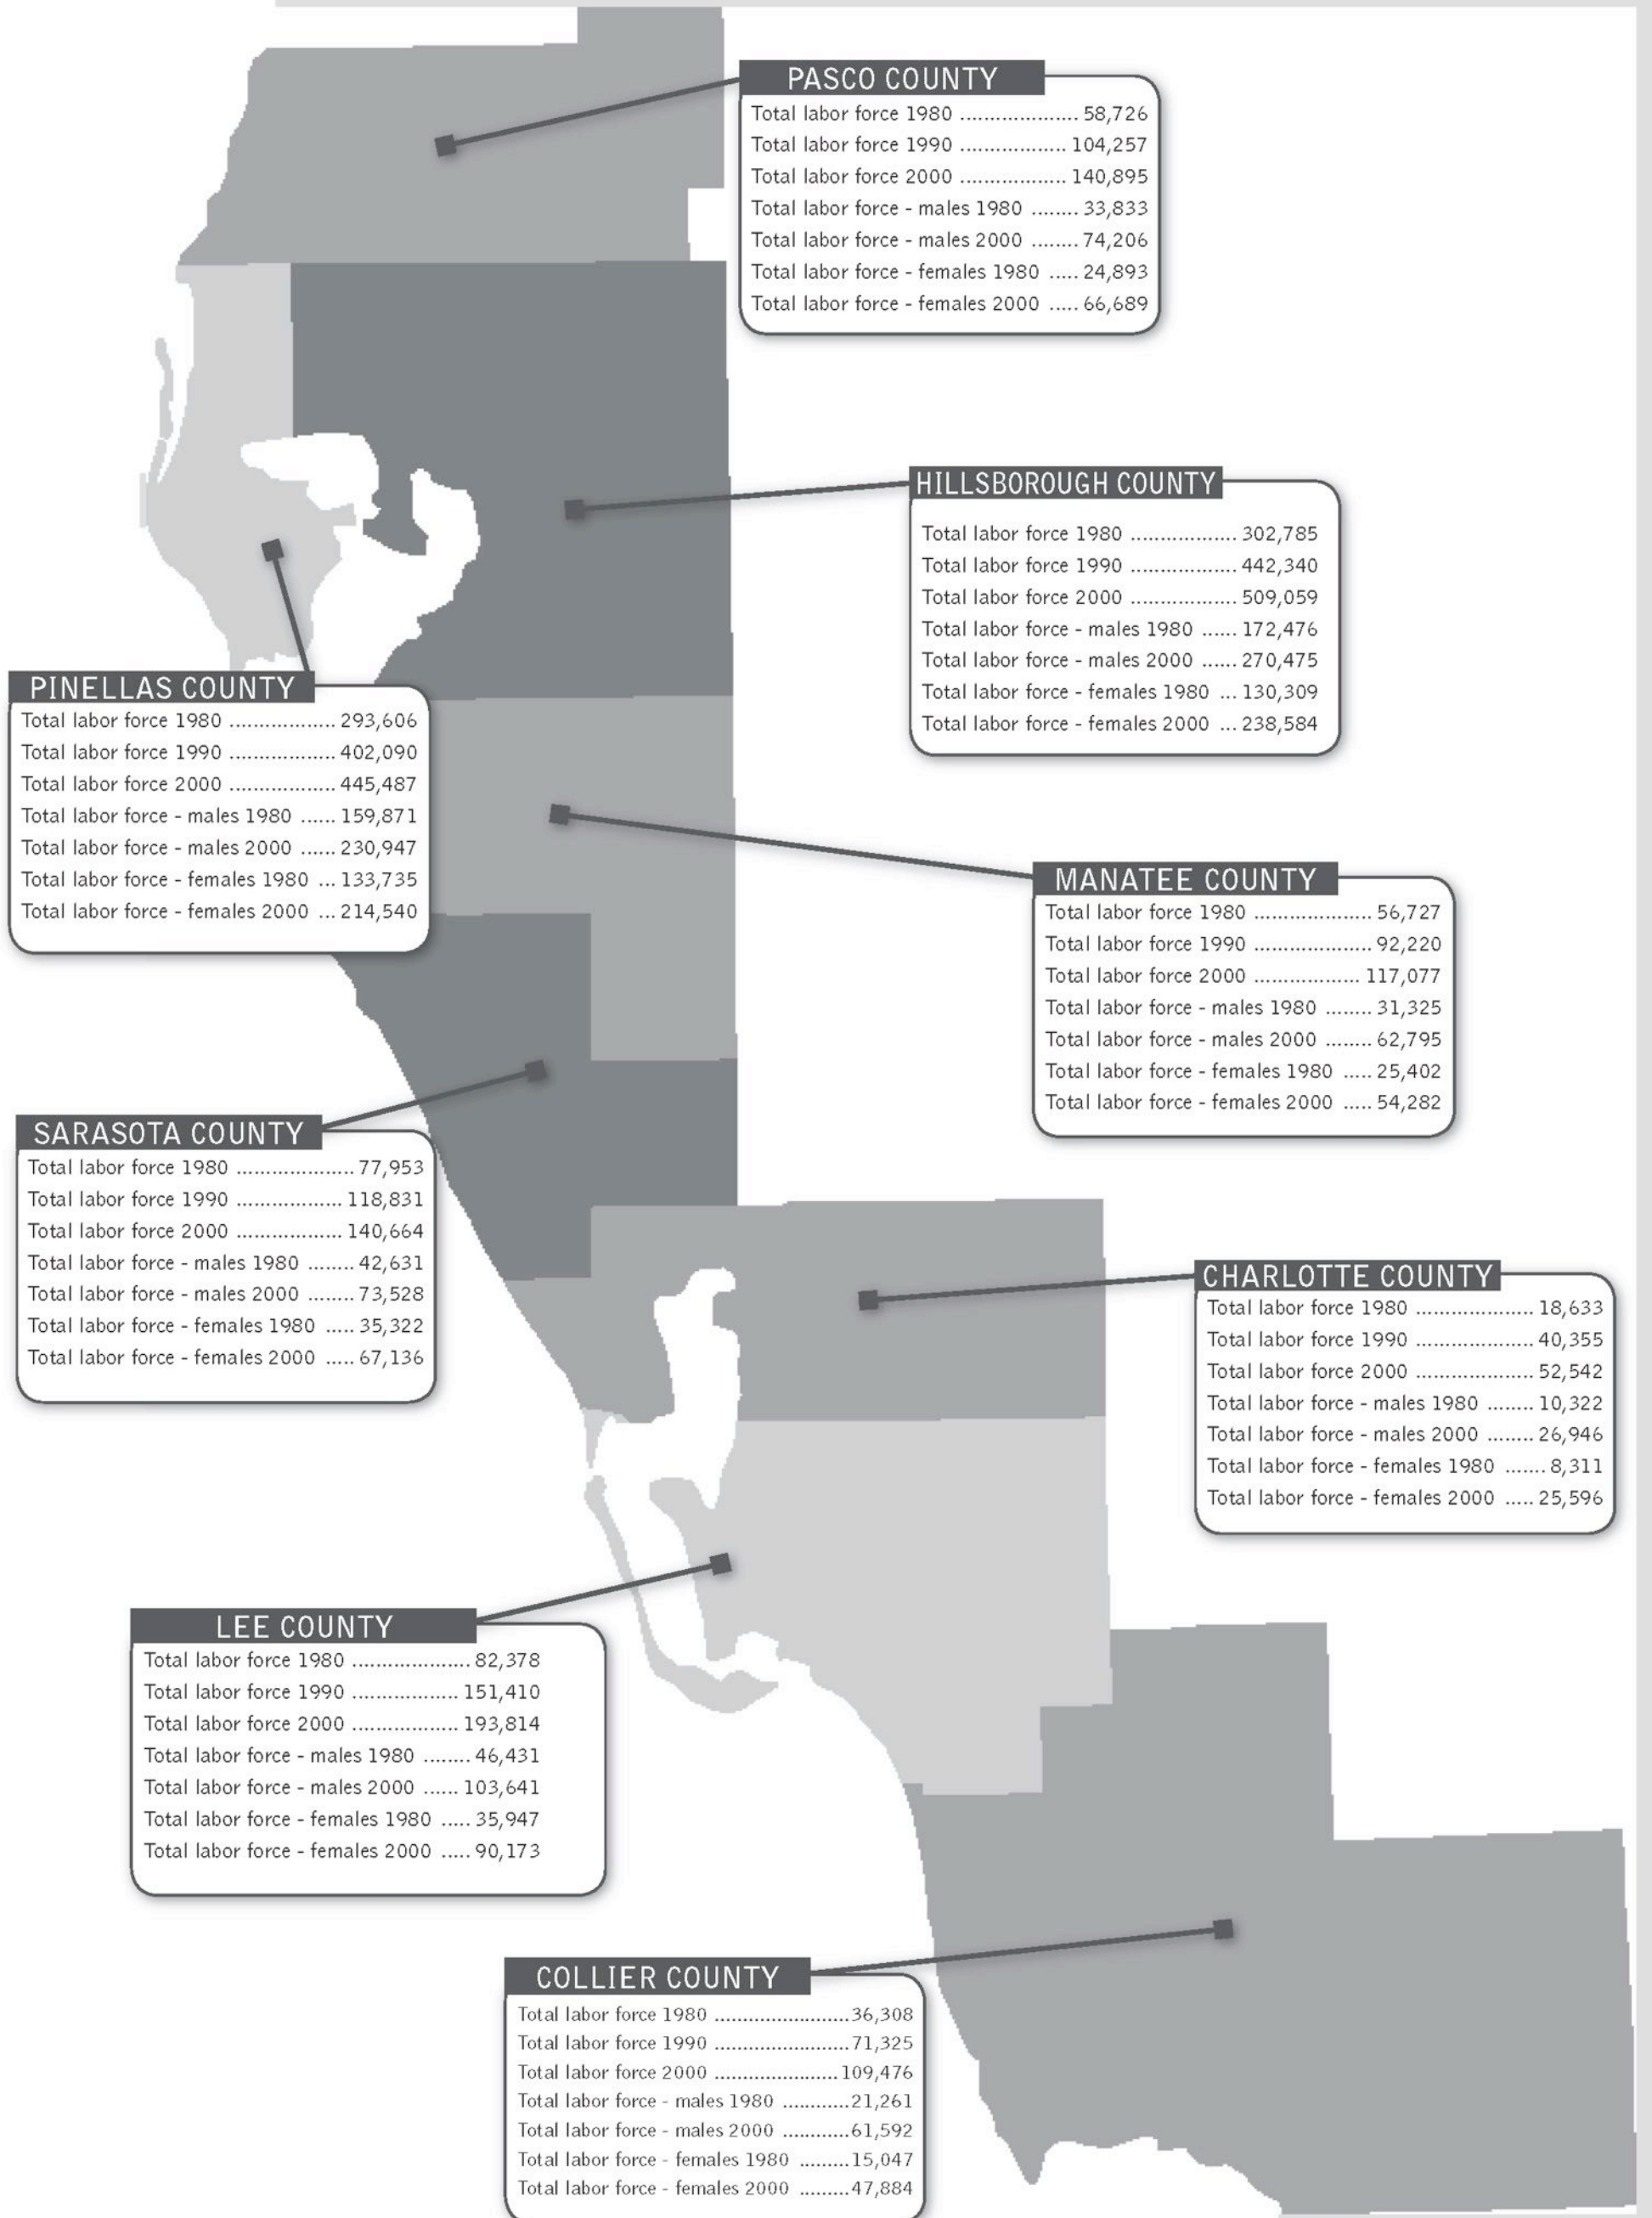 PASCO COUNTY
Total labor force 1980 .................... 58,726
Total labor force 1990 .................. 104,257
Total labor force 2000 .................. 140,895
Total labor force - males 1980 ........ 33,833
Total labor force - males 2000 ........ 74,206
Total labor force - females 1980 ..... 24,893
Total labor force - females 2000 ..... 66,689
HILLSBOROUGH COUNTY
Total labor force 1980 .................. 302,785
Total labor force 1990 .................. 442,340
Total labor force 2000 .................. 509,059
Total labor force - males 1980 ...... 172,476
Total labor force - males 2000 ...... 270,475
Total labor force - females 1980 ... 130,309
Total labor force - females 2000 ... 238,584
PINELLAS COUNTY
Total labor force 1980 .................. 293,606
Total labor force 1990 .................. 402,090
Total labor force 2000 .................. 445,487
Total labor force - males 1980 ...... 159,871
Total labor force - males 2000 ...... 230,947
Total labor force - females 1980 ... 133,735
Total labor force - females 2000 ... 214,540
MANATEE COUNTY
Total labor force 1980 .................... 56,727
Total labor force 1990 .................... 92,220
Total labor force 2000 .................. 117,077
Total labor force - males 1980 ........ 31,325
Total labor force - males 2000 ........ 62,795
Total labor force - females 1980 ..... 25,402
Total labor force - females 2000 ..... 54,282
SARASOTA COUNTY
Total labor force 1980 .................... 77,953
Total labor force 1990 .................. 118,831
Total labor force 2000 .................. 140,664
Total labor force - males 1980 ........ 42,631
Total labor force - males 2000 ........ 73,528
Total labor force - females 1980 ..... 35,322
Total labor force - females 2000 ..... 67,136
CHARLOTTE COUNTY
Total labor force 1980 .................... 18,633
Total labor force 1990 .................... 40,355
Total labor force 2000 .................... 52,542
Total labor force - males 1980 ........ 10,322
Total labor force - males 2000 ........ 26,946
Total labor force - females 1980 ....... 8,311
Total labor force - females 2000 ..... 25,596
LEE COUNTY
Total labor force 1980 .................... 82,378
Total labor force 1990 .................. 151,410
Total labor force 2000 .................. 193,814
Total labor force - males 1980 ........ 46,431
Total labor force - males 2000 ...... 103,641
Total labor force - females 1980 ..... 35,947
Total labor force - females 2000 ..... 90,173
COLLIER COUNTY
Total labor force 1980 ........................36,308
Total labor force 1990 ........................71,325
Total labor force 2000 ......................109,476
Total labor force - males 1980 ............21,261
Total labor force - males 2000 ............61,592
Total labor force - females 1980 .........15,047
Total labor force - females 2000 .........47,884